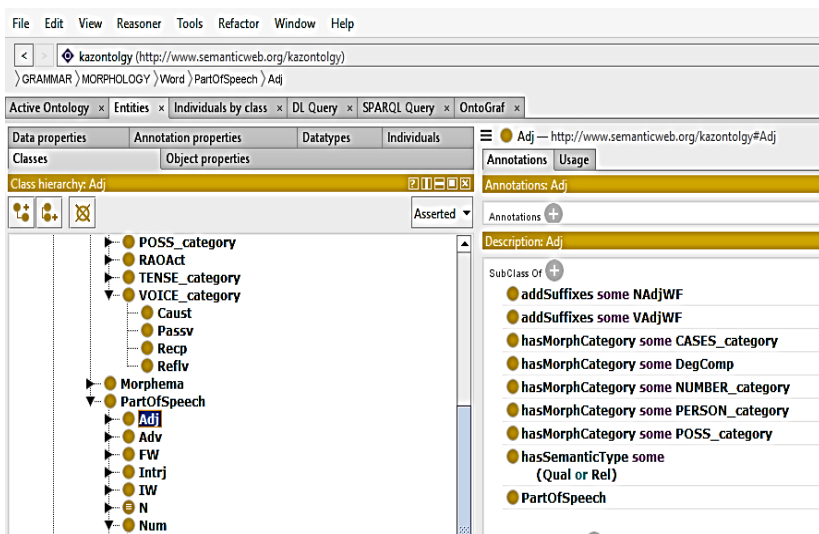 File Edit View Reasoner Tools Refactor Window Help
< > kazontolgy (http://www.semanticweb.org/kazontolgy)
〉GRAMMAR 〉MORPHOLOGY 〉Word 〉PartOfSpeech 〉Adj
Active Ontology × Entities × Individuals by class × DL Query × SPARQL Query × OntoGraf ×
Data properties Annotation properties Datatypes Individuals
Classes Object properties
Class hierarchy: Adj
Asserted
POSS_category
RAOAct
TENSE_category
VOICE_category
Caust
Passv
Recp
Reflv
Morphema
PartOfSpeech
Adj
Adv
FW
Intrj
IW
N
Num
Adj — http://www.semanticweb.org/kazontolgy#Adj
Annotations Usage
Annotations: Adj
Annotations
Description: Adj
SubClass Of
addSuffixes some NAdjWF
addSuffixes some VAdjWF
hasMorphCategory some CASES_category
hasMorphCategory some DegComp
hasMorphCategory some NUMBER_category
hasMorphCategory some PERSON_category
hasMorphCategory some POSS_category
hasSemanticType some
(Qual or Rel)
PartOfSpeech